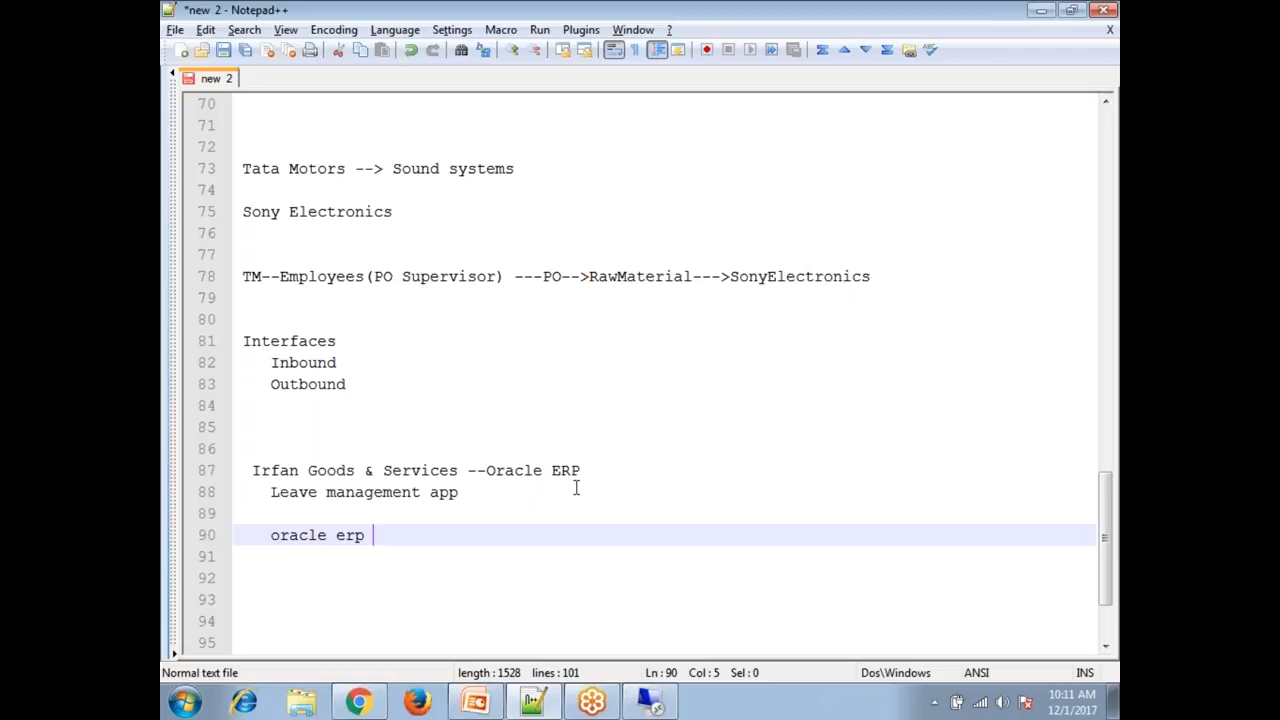 *new 2 - Notepad++
File Edit Search View Encoding Language Settings Macro Run Plugins Window ? X
new 2
70
71
72
73 Tata Motors --> Sound systems
74
75 Sony Electronics
76
77
78 TM--Employees(PO Supervisor) ---PO-->RawMaterial--->SonyElectronics
79
80
81 Interfaces
82 Inbound
83 Outbound
84
85
86
87 Irfan Goods & Services --Oracle ERP
88 Leave management app
89
90 oracle erp
91
92
93
94
95
Normal text file length : 1528 lines : 101 Ln : 90 Col : 5 Sel : 0 Dos\Windows ANSI INS
10:11 AM
12/1/2017